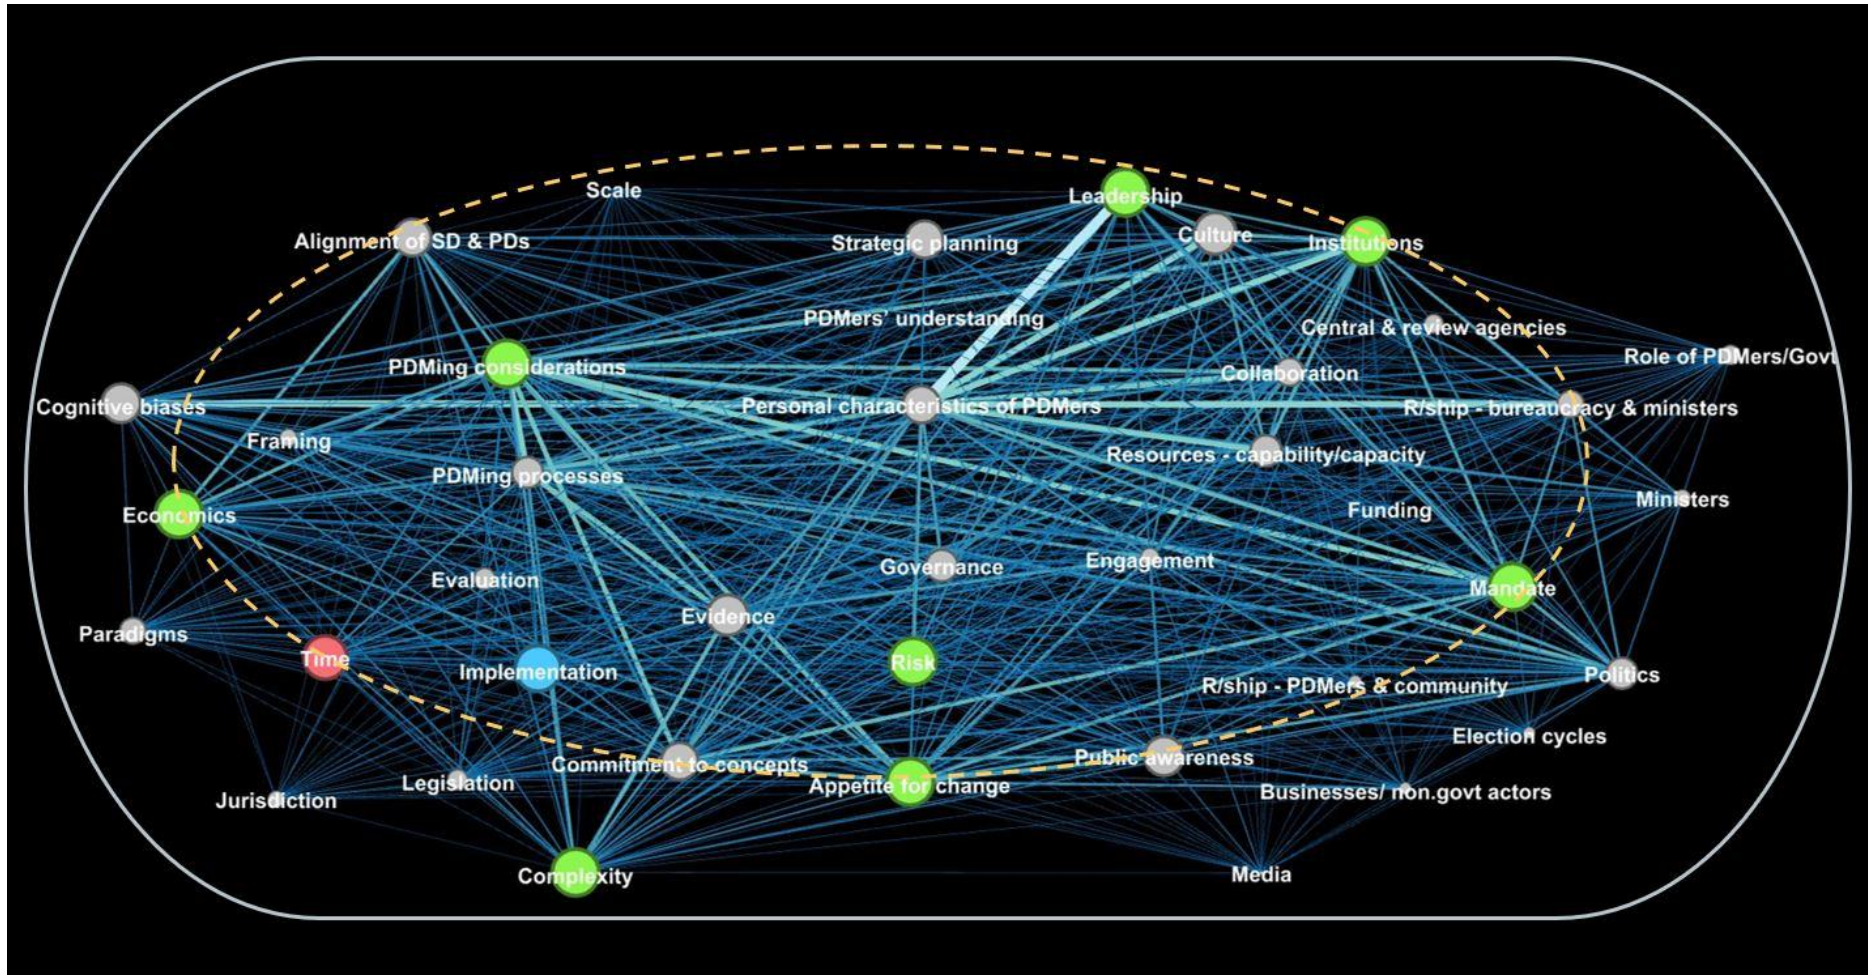 Scale
Leadership
Alignment of SD & PDs
Strategic planning
Culture
Institutions
PDMers' understanding
Central & review agencies
Role of PDMers/Govt
PDMing considerations
Collaboration
Cognitive biases
Personal characteristics of PDMers
R/ship - bureaucracy & ministers
Framing
Resources - capability/capacity
PDMing processes
Ministers
Economics
Funding
Governance
Engagement
Evaluation
Mandate
Evidence
Paradigms
Time
Risk
Implementation
Politics
R/ship - PDMers & community
Election cycles
Public awareness
Commitment to concepts
Legislation
Appetite for change
Businesses/ non.govt actors
Jurisdiction
Complexity
Media